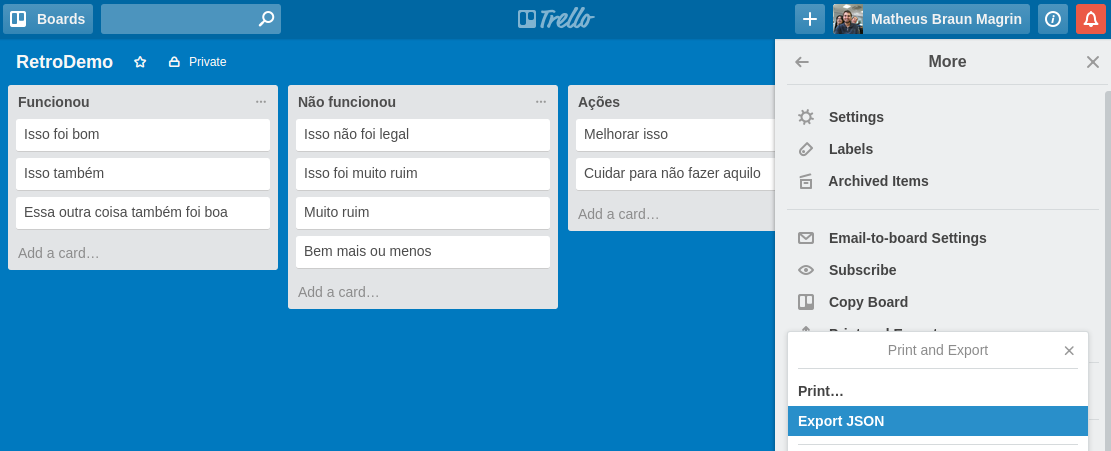 Boards
Trello
Matheus Braun Magrin
RetroDemo
Private
Funcionou
Isso foi bom
Isso também
Essa outra coisa também foi boa
Add a card…
Não funcionou
Isso não foi legal
Isso foi muito ruim
Muito ruim
Bem mais ou menos
Add a card…
Ações
Melhorar isso
Cuidar para não fazer aquilo
Add a card…
More
Settings
Labels
Archived Items
Email-to-board Settings
Subscribe
Copy Board
Print and Export
Print and Export
Print…
Export JSON